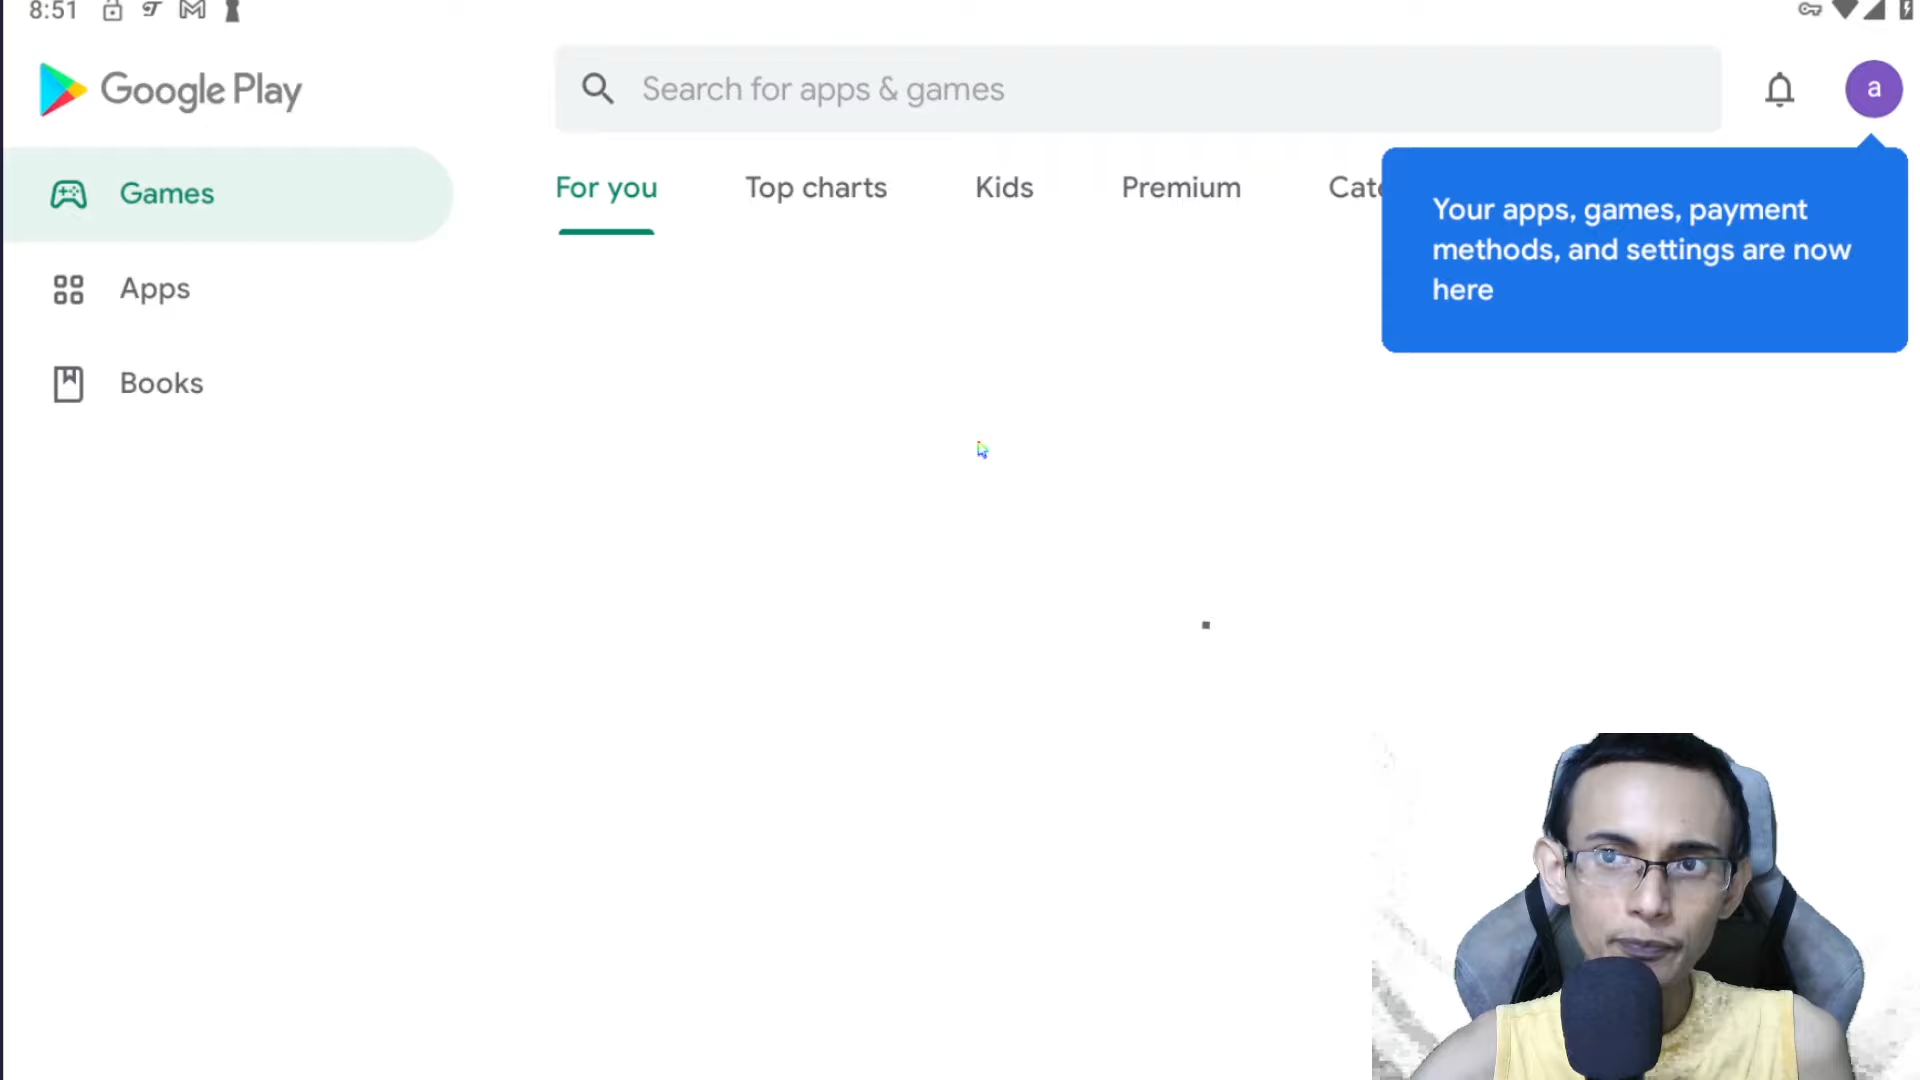 8:51
Google Play
Search for apps & games
a
Games
Apps
Books
For you
Top charts
Kids
Premium
Your apps, games, payment
methods, and settings are now
here